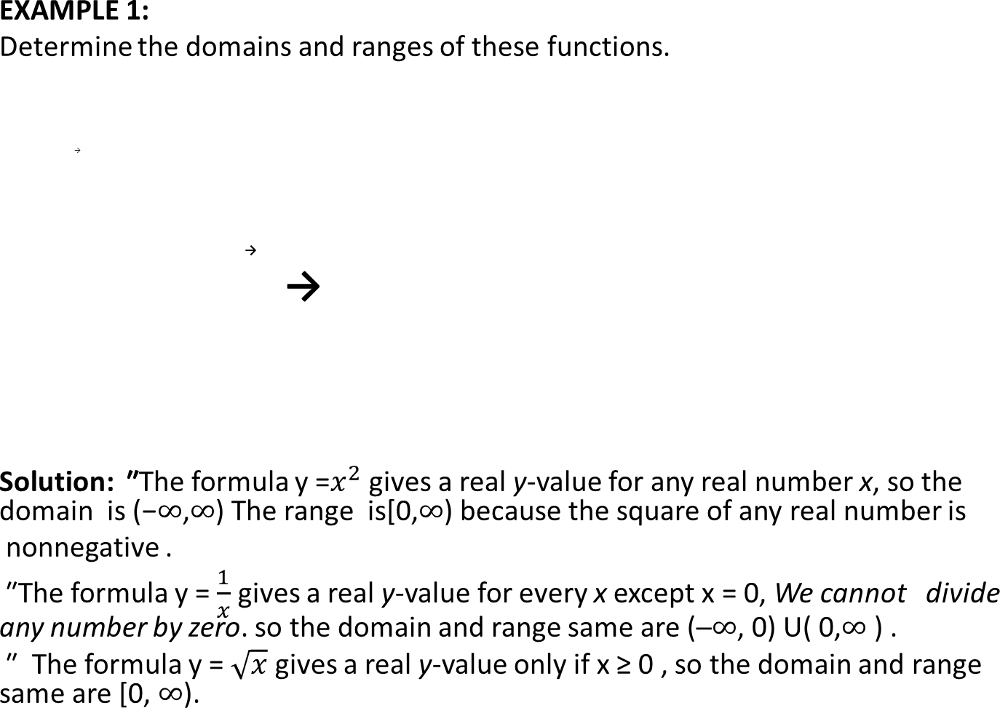 EXAMPLE 1:
Determine the domains and ranges of these functions.
→
→
→
Solution: "The formula y =x² gives a real y-value for any real number x, so the
domain is (−∞,∞) The range is[0,∞) because the square of any real number is
nonnegative .
"The formula y = 1/x gives a real y-value for every x except x = 0, We cannot divide
any number by zero. so the domain and range same are (–∞, 0) U( 0,∞ ) .
" The formula y = √x gives a real y-value only if x ≥ 0 , so the domain and range
same are [0, ∞).